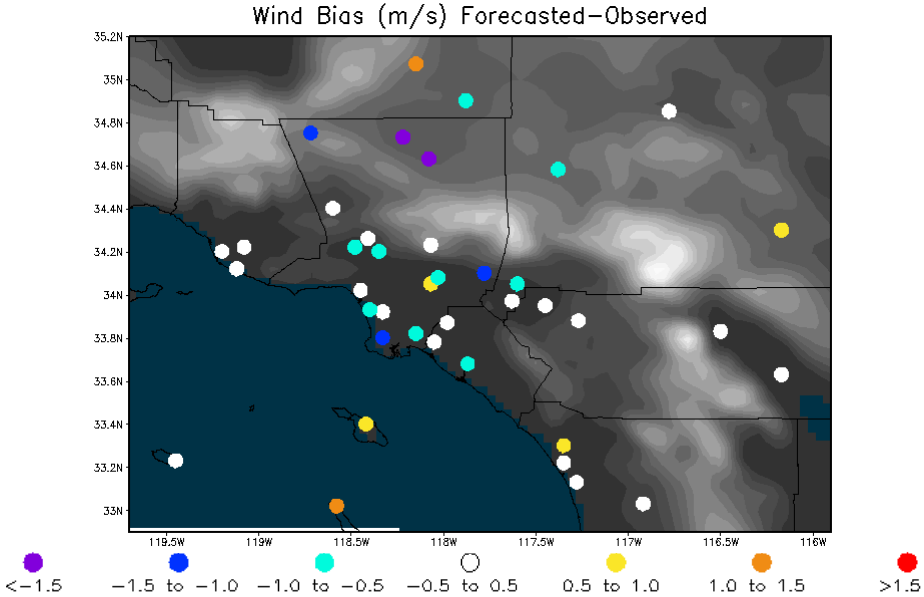 Wind Bias (m/s) Forecasted-Observed
35.2N
35N
34.8N
34.6N
34.4N
34.2N
34N
33.8N
33.6N
33.4N
33.2N
33N
119.5W 119W 118.5W 118W 117.5W 117W 116.5W 116W
<-1.5 -1.5 to -1.0 -1.0 to -0.5 -0.5 to 0.5 0.5 to 1.0 1.0 to 1.5 >1.5